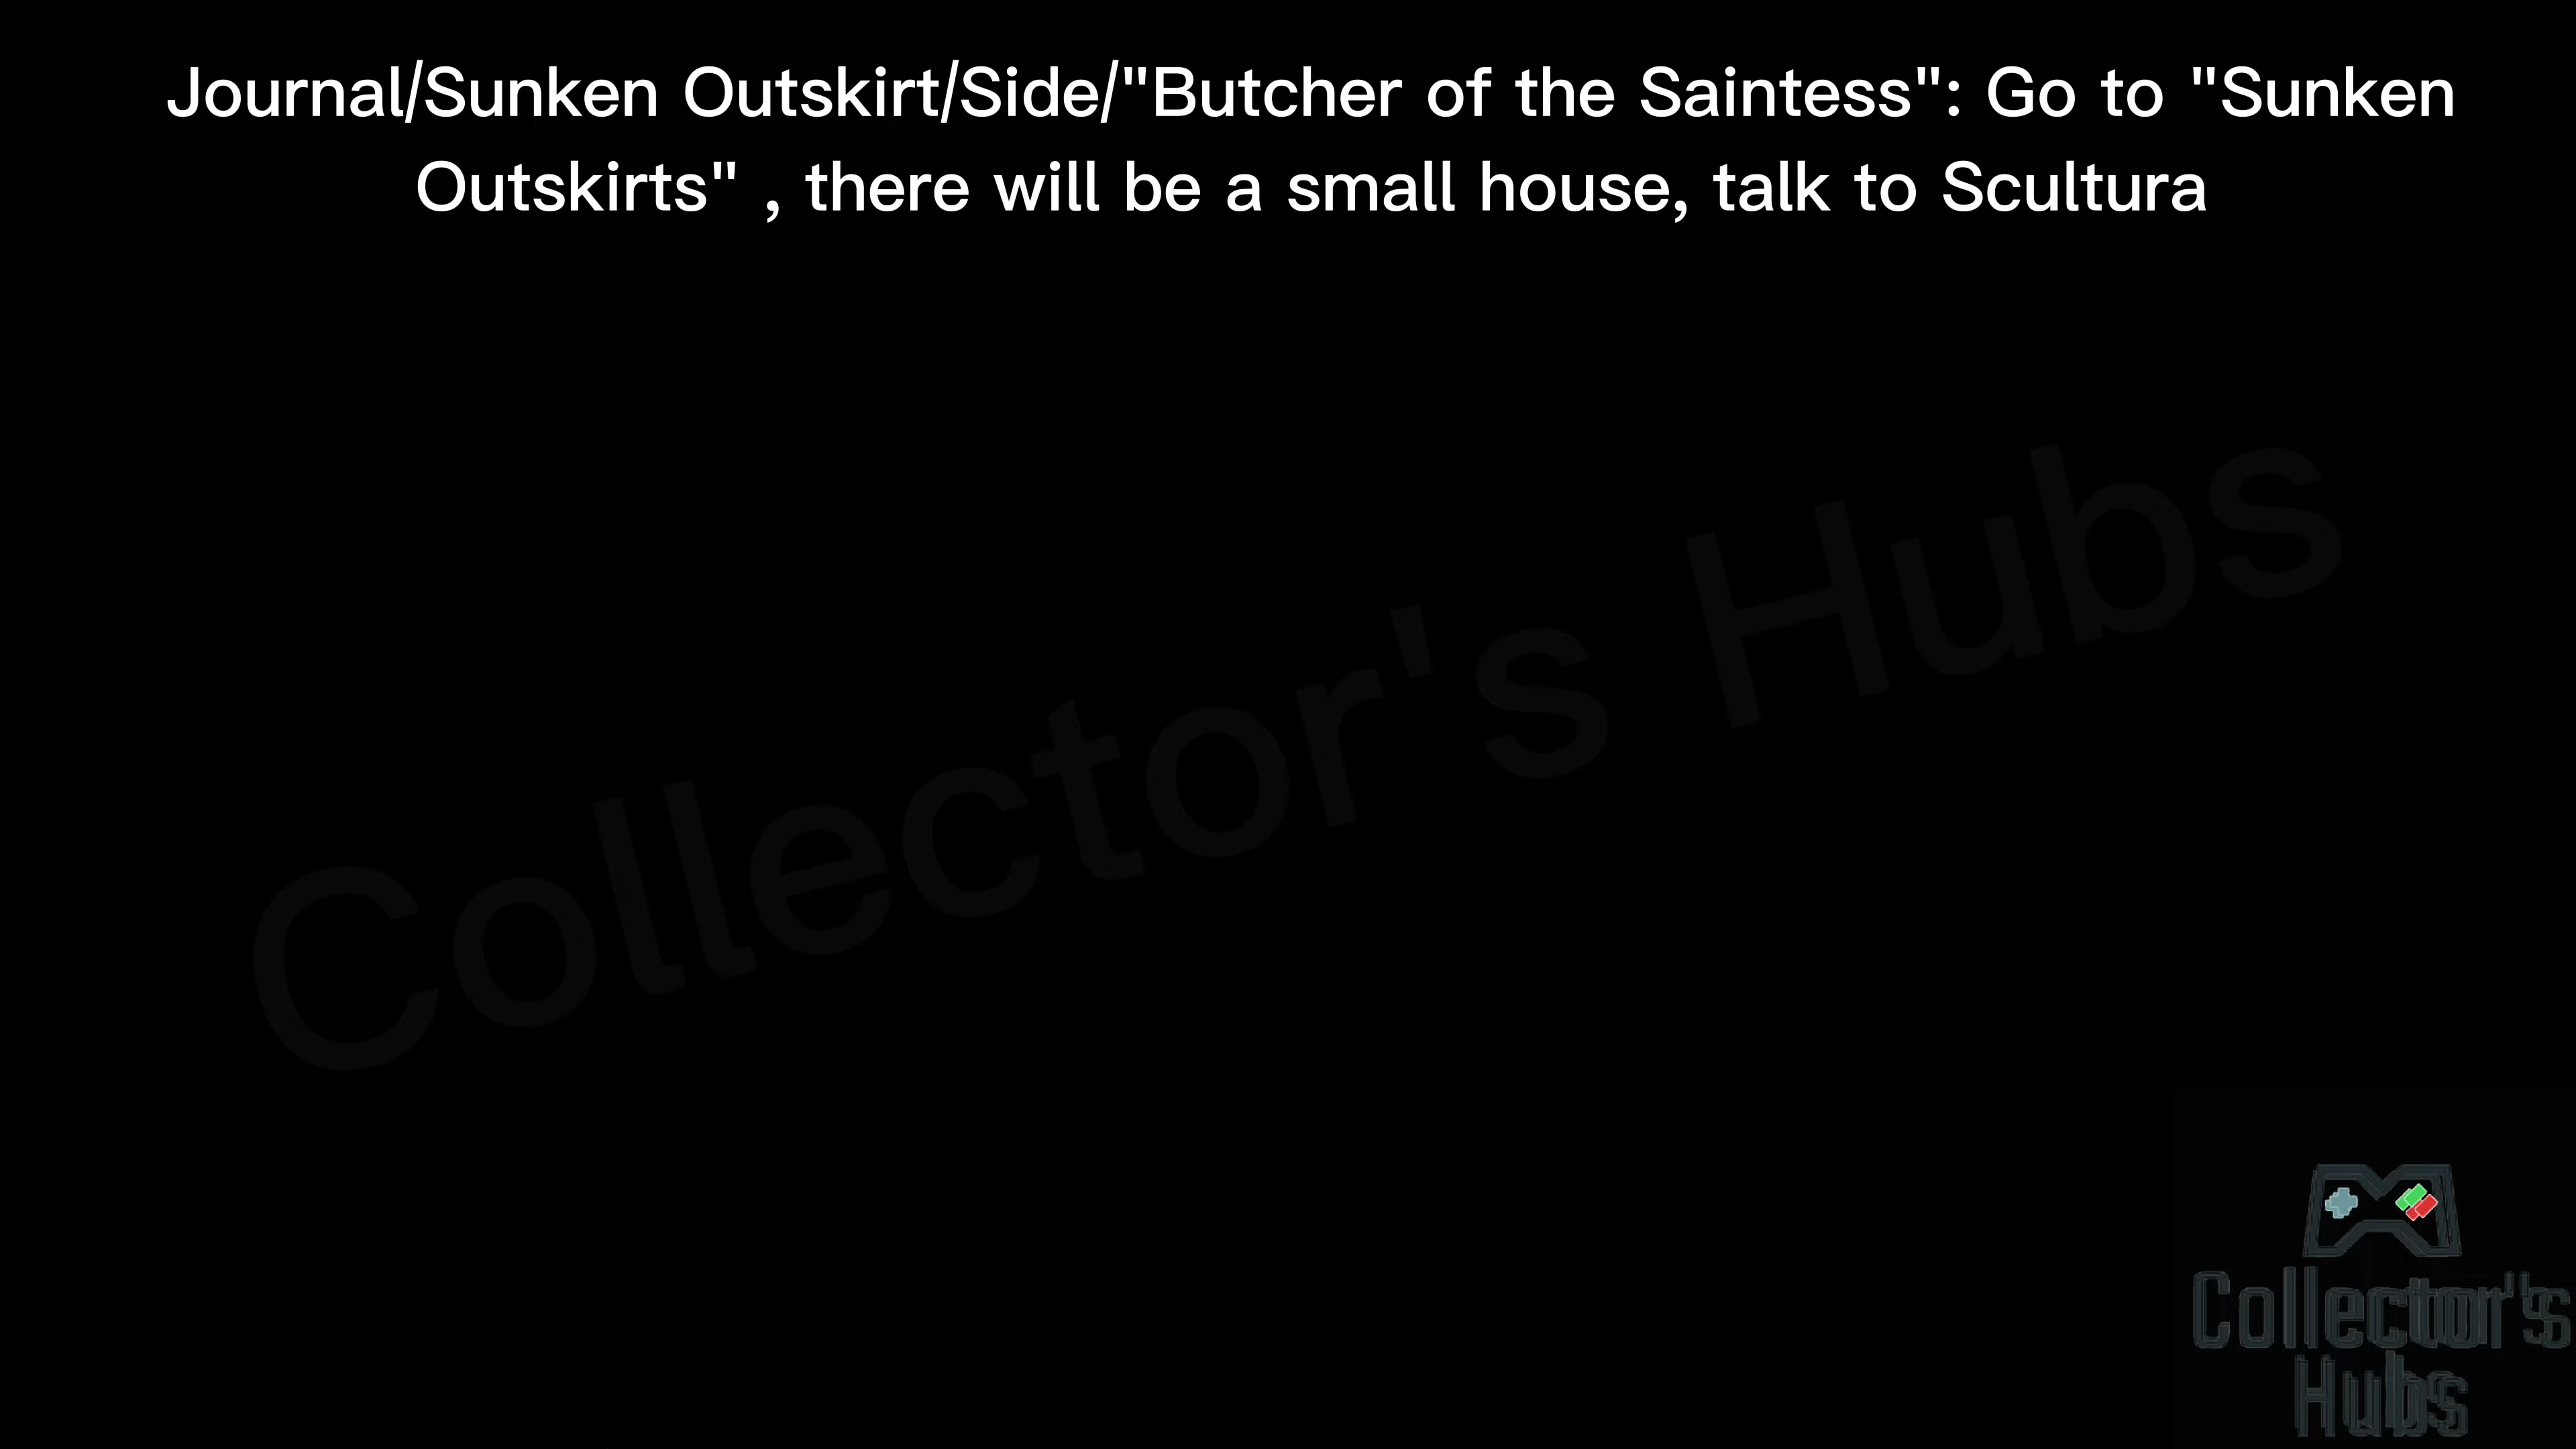 Journal/Sunken Outskirt/Side/"Butcher of the Saintess": Go to "Sunken
Outskirts" , there will be a small house, talk to Scultura
Collector's Hubs
Collector's
Hubs